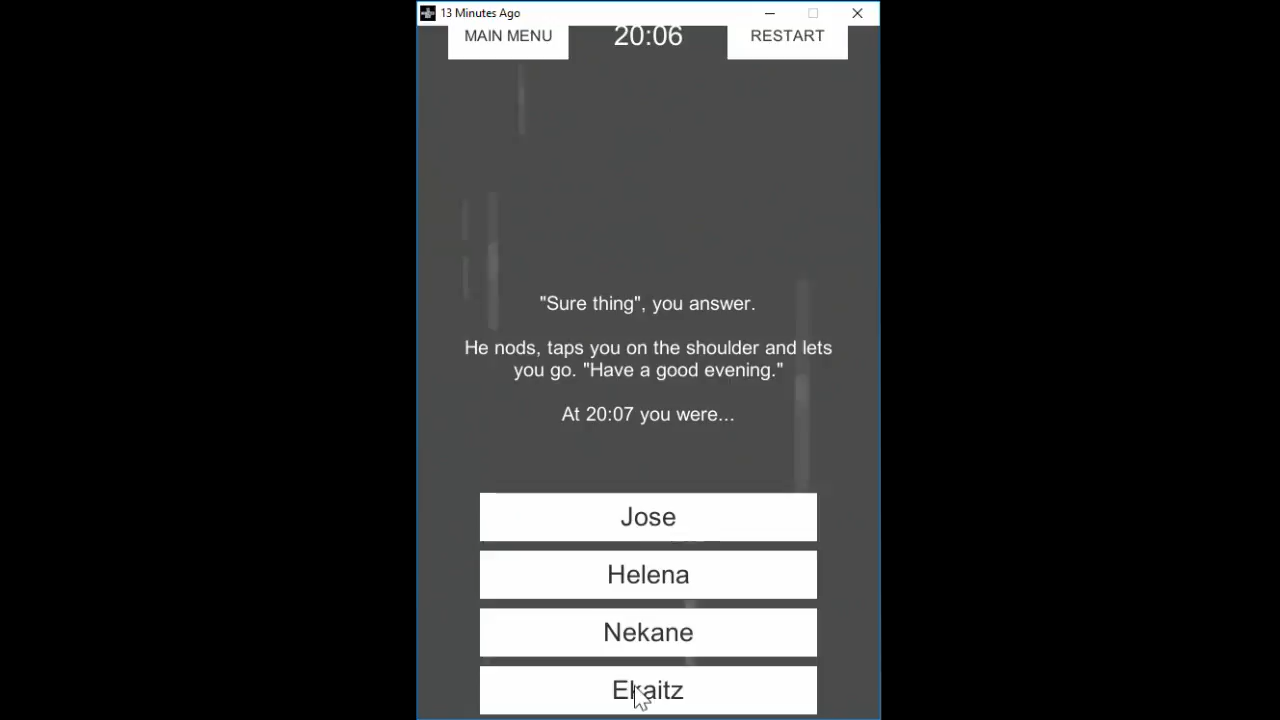 13 Minutes Ago
MAIN MENU 20:06 RESTART
"Sure thing", you answer.
He nods, taps you on the shoulder and lets
you go. "Have a good evening."
At 20:07 you were...
Jose
Helena
Nekane
Ekaitz